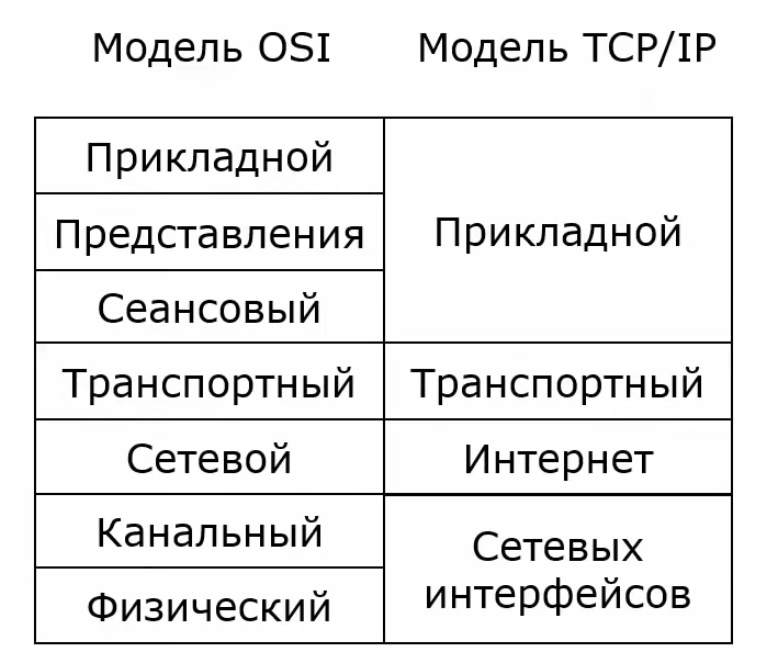 Модель OSI
Модель TCP/IP
Прикладной
Представления
Сеансовый
Транспортный
Сетевой
Канальный
Физический
Прикладной
Транспортный
Интернет
Сетевых
интерфейсов